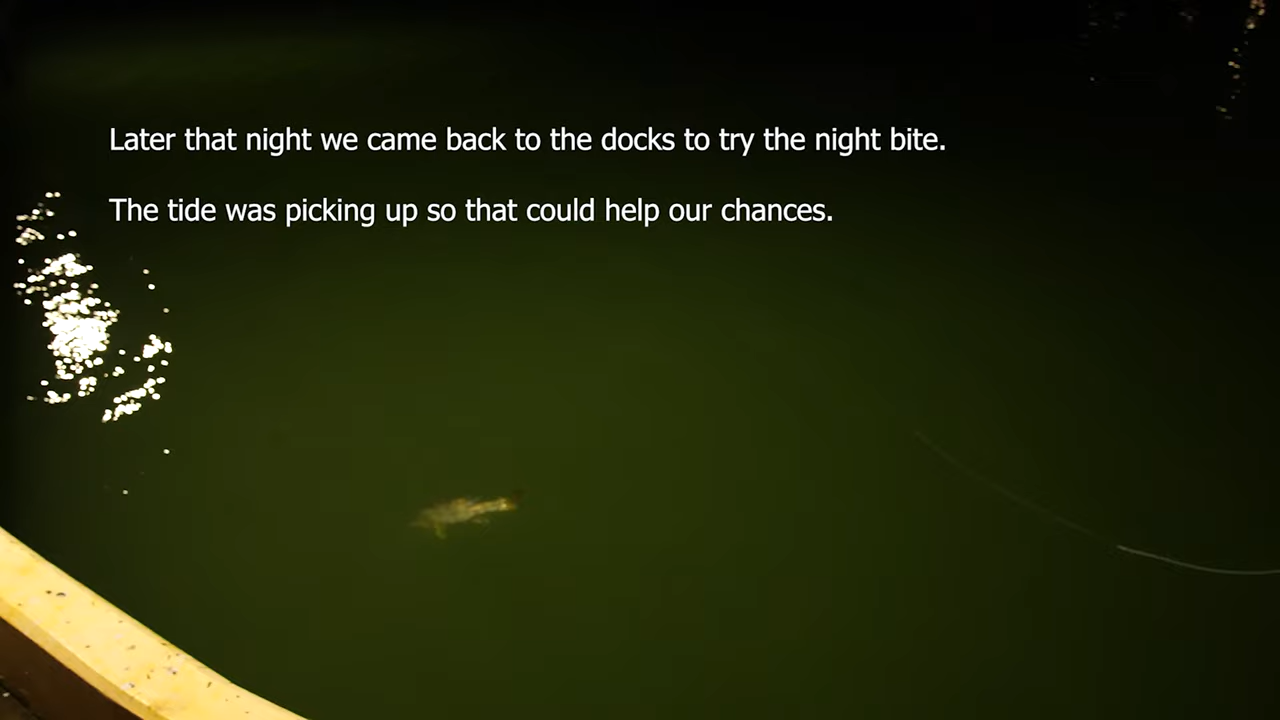 Later that night we came back to the docks to try the night bite.
The tide was picking up so that could help our chances.